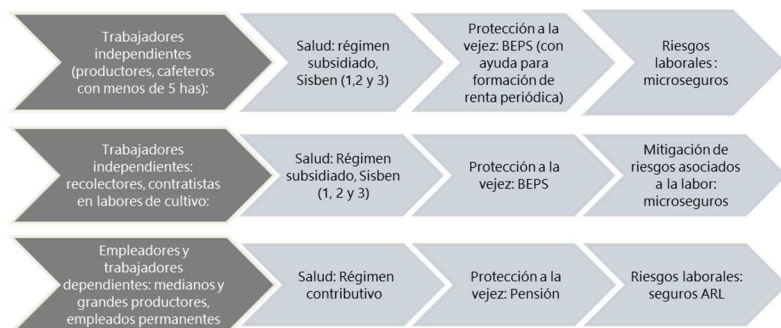 Trabajadores
independientes
(productores, cafeteros
con menos de 5 has):
Salud: régimen
subsidiado,
Sisben (1,2 y 3)
Protección a la
vejez: BEPS (con
ayuda para
formación de
renta periódica)
Riesgos
laborales :
microseguros
Trabajadores
independientes:
recolectores, contratistas
en labores de cultivo:
Salud: Régimen
subsidiado, Sisben
(1, 2 y 3)
Protección a la
vejez: BEPS
Mitigación de
riesgos asociados
a la labor:
microseguros
Empleadores y
trabajadores
dependientes: medianos y
grandes productores,
empleados permanentes
Salud: Régimen
contributivo
Protección a la
vejez: Pensión
Riesgos laborales:
seguros ARL